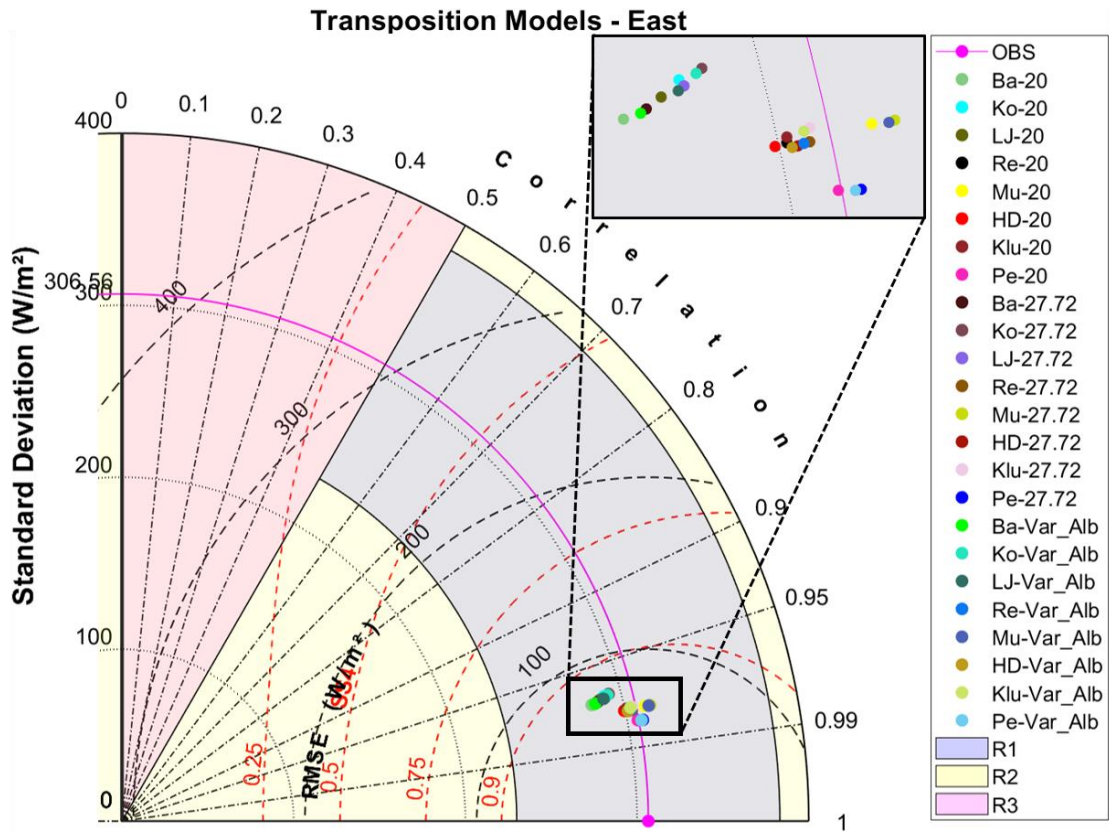 Transposition Models - East
Standard Deviation (W/m²)
400
306.56
300
200
100
0
0
0.1
0.2
0.3
0.4
0.5
0.6
0.7
0.8
0.9
0.95
0.99
1
Correlation
400
300
200
100
RMSE (W/m²)
SS4
0.25
0.5
0.75
0.9
OBS
Ba-20
Ko-20
LJ-20
Re-20
Mu-20
HD-20
Klu-20
Pe-20
Ba-27.72
Ko-27.72
LJ-27.72
Re-27.72
Mu-27.72
HD-27.72
Klu-27.72
Pe-27.72
Ba-Var_Alb
Ko-Var_Alb
LJ-Var_Alb
Re-Var_Alb
Mu-Var_Alb
HD-Var_Alb
Klu-Var_Alb
Pe-Var_Alb
R1
R2
R3